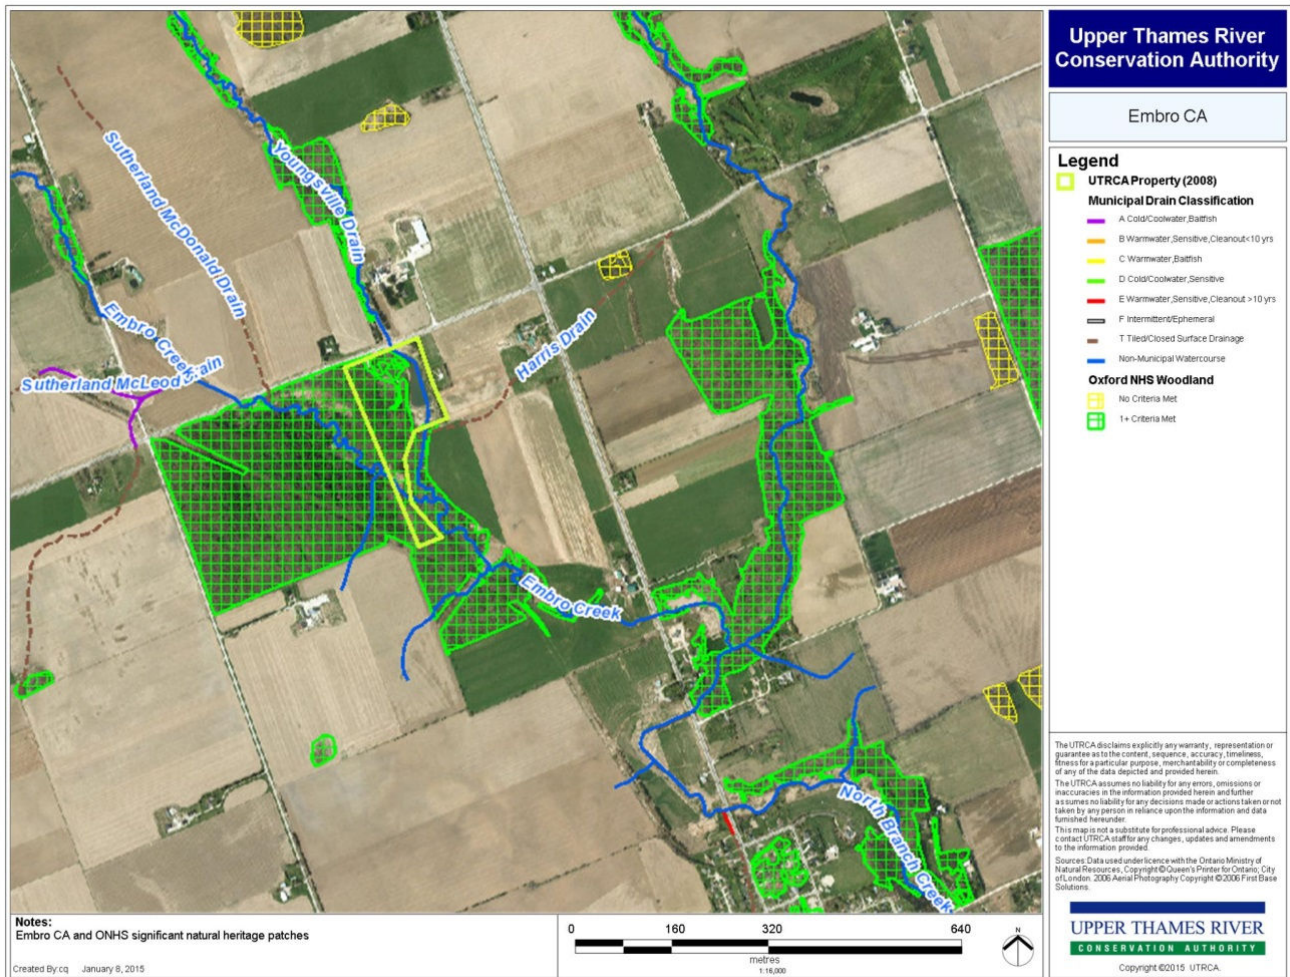 Upper Thames River
Conservation Authority
Embro CA
Legend
UTRCA Property (2008)
Municipal Drain Classification
A Cold/Coolwater,Baitfish
B Warmwater,Sensitive,Cleanout<10 yrs
C Warmwater,Baitfish
D Cold/Coolwater,Sensitive
E Warmwater,Sensitive,Cleanout >10 yrs
F Intermittent/Ephemeral
T Tiled/Closed Surface Drainage
Non-Municipal Watercourse
Oxford NHS Woodland
No Criteria Met
1+ Criteria Met
Sutherland McDonald Drain
Youngsville Drain
Embro Creek
Sutherland McLeod Drain
Harris Drain
Embro Creek
North Branch Creek
The UTRCA disclaims explicitly any warranty, representation or
guarantee as to the content, sequence, accuracy, timeliness,
fitness for a particular purpose, merchantability or completeness
of any of the data depicted and provided herein.
The UTRCA assumes no liability for any errors, omissions or
inaccuracies in the information provided herein and further
assumes no liability for any decisions made or actions taken or not
taken by any person in reliance upon the information and data
furnished hereunder.
This map is not a substitute for professional advice. Please
contact UTRCA staff for any changes, updates and amendments
to the information provided.
Sources: Data used under licence with the Ontario Ministry of
Natural Resources, Copyright © Queen's Printer for Ontario; City
of London. 2006 Aerial Photography Copyright © 2006 First Base
Solutions.
UPPER THAMES RIVER
CONSERVATION AUTHORITY
Copyright ©2015 UTRCA.
Notes:
Embro CA and ONHS significant natural heritage patches
Created By:cq January 8, 2015
0 160 320 640
metres
1:16,000
N